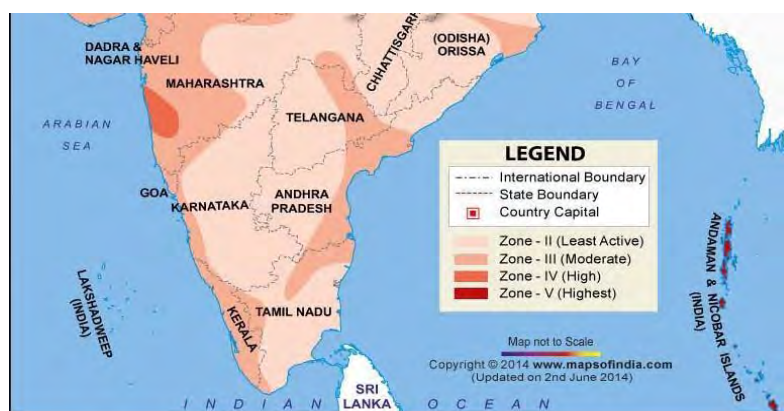 DADRA &
NAGAR HAVELI
MAHARASHTRA
CHHATTISGARH
(ODISHA)
ORISSA
BAY
OF
BENGAL
ARABIAN
SEA
TELANGANA
GOA
KARNATAKA
ANDHRA
PRADESH
LAKSHADWEEP
(INDIA)
KERALA
TAMIL NADU
SRI
LANKA
INDIAN OCEAN
ANDAMAN & NICOBAR ISLANDS
(INDIA)
LEGEND
International Boundary
State Boundary
Country Capital
Zone - II (Least Active)
Zone - III (Moderate)
Zone - IV (High)
Zone - V (Highest)
Map not to Scale
Copyright © 2014 www.mapsofindia.com
(Updated on 2nd June 2014)